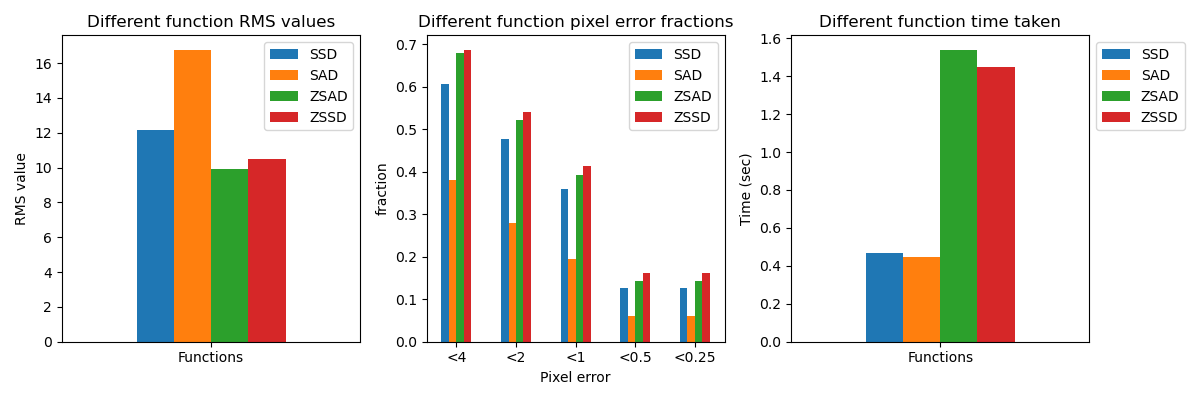 Different function RMS values
RMS value
16
14
12
10
8
6
4
2
0
Functions
SSD
SAD
ZSAD
ZSSD
Different function pixel error fractions
fraction
0.7
0.6
0.5
0.4
0.3
0.2
0.1
0.0
<4 <2 <1 <0.5 <0.25
Pixel error
SSD
SAD
ZSAD
ZSSD
Different function time taken
Time (sec)
1.6
1.4
1.2
1.0
0.8
0.6
0.4
0.2
0.0
Functions
SSD
SAD
ZSAD
ZSSD